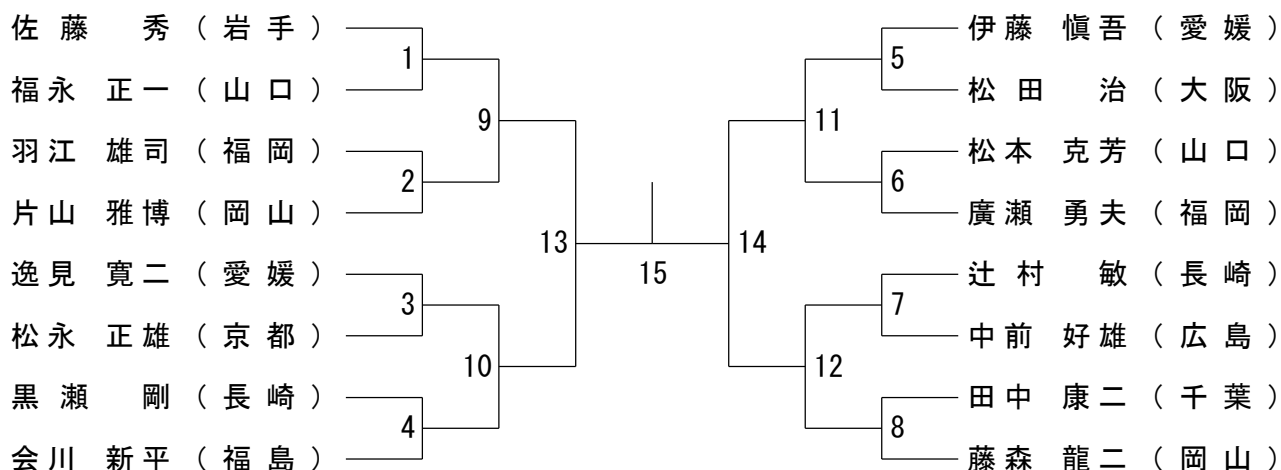 佐藤 秀（岩手）
1
福永 正一（山口）
9
羽江 雄司（福岡）
2
片山 雅博（岡山）
13
逸見 寛二（愛媛）
3
松永 正雄（京都）
10
黒瀬 剛（長崎）
4
会川 新平（福島）
15
伊藤 愼吾（愛媛）
5
松田 治（大阪）
11
松本 克芳（山口）
6
廣瀬 勇夫（福岡）
14
辻村 敏（長崎）
7
中前 好雄（広島）
12
田中 康二（千葉）
8
藤森 龍二（岡山）